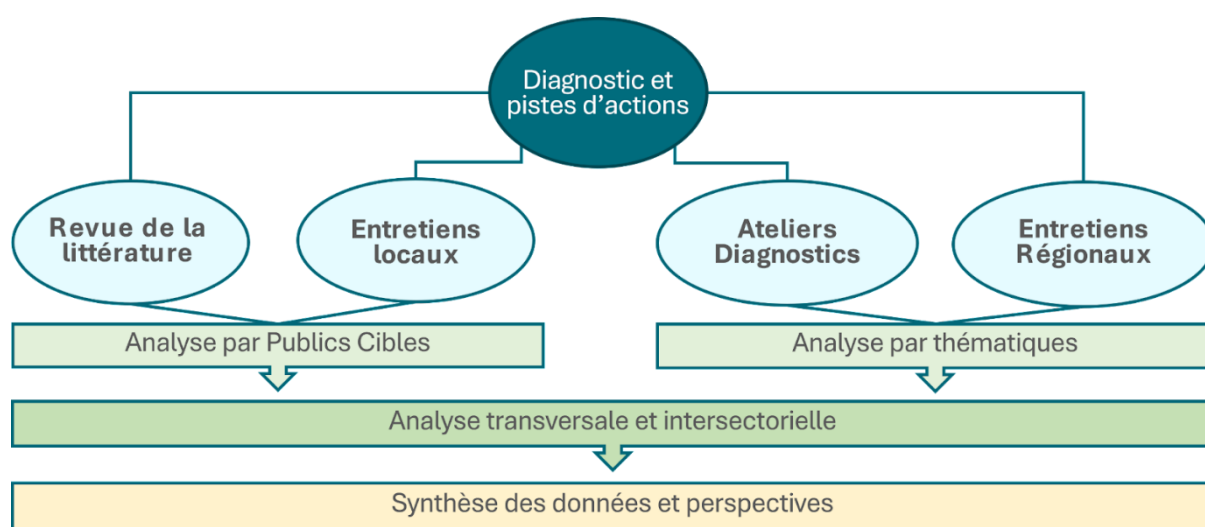 Diagnostic et
pistes d'actions
Revue de la
littérature
Entretiens
locaux
Ateliers
Diagnostics
Entretiens
Régionaux
Analyse par Publics Cibles
Analyse par thématiques
Analyse transversale et intersectorielle
Synthèse des données et perspectives